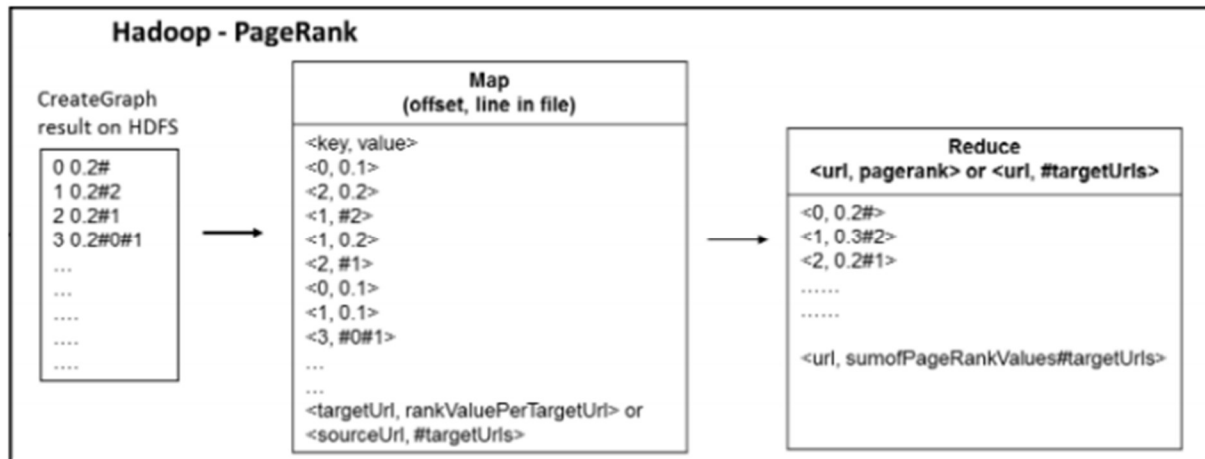 Hadoop - PageRank
CreateGraph
result on HDFS
0 0.2#
1 0.2#2
2 0.2#1
3 0.2#0#1
...
...
....
....
....
Map
(offset, line in file)
<key, value>
<0, 0.1>
<2, 0.2>
<1, #2>
<1, 0.2>
<2, #1>
<0, 0.1>
<1, 0.1>
<3, #0#1>
...
...
<targetUrl, rankValuePerTargetUrl> or
<sourceUrl, #targetUrls>
Reduce
<url, pagerank> or <url, #targetUrls>
<0, 0.2#>
<1, 0.3#2>
<2, 0.2#1>
......
......
<url, sumofPageRankValues#targetUrls>